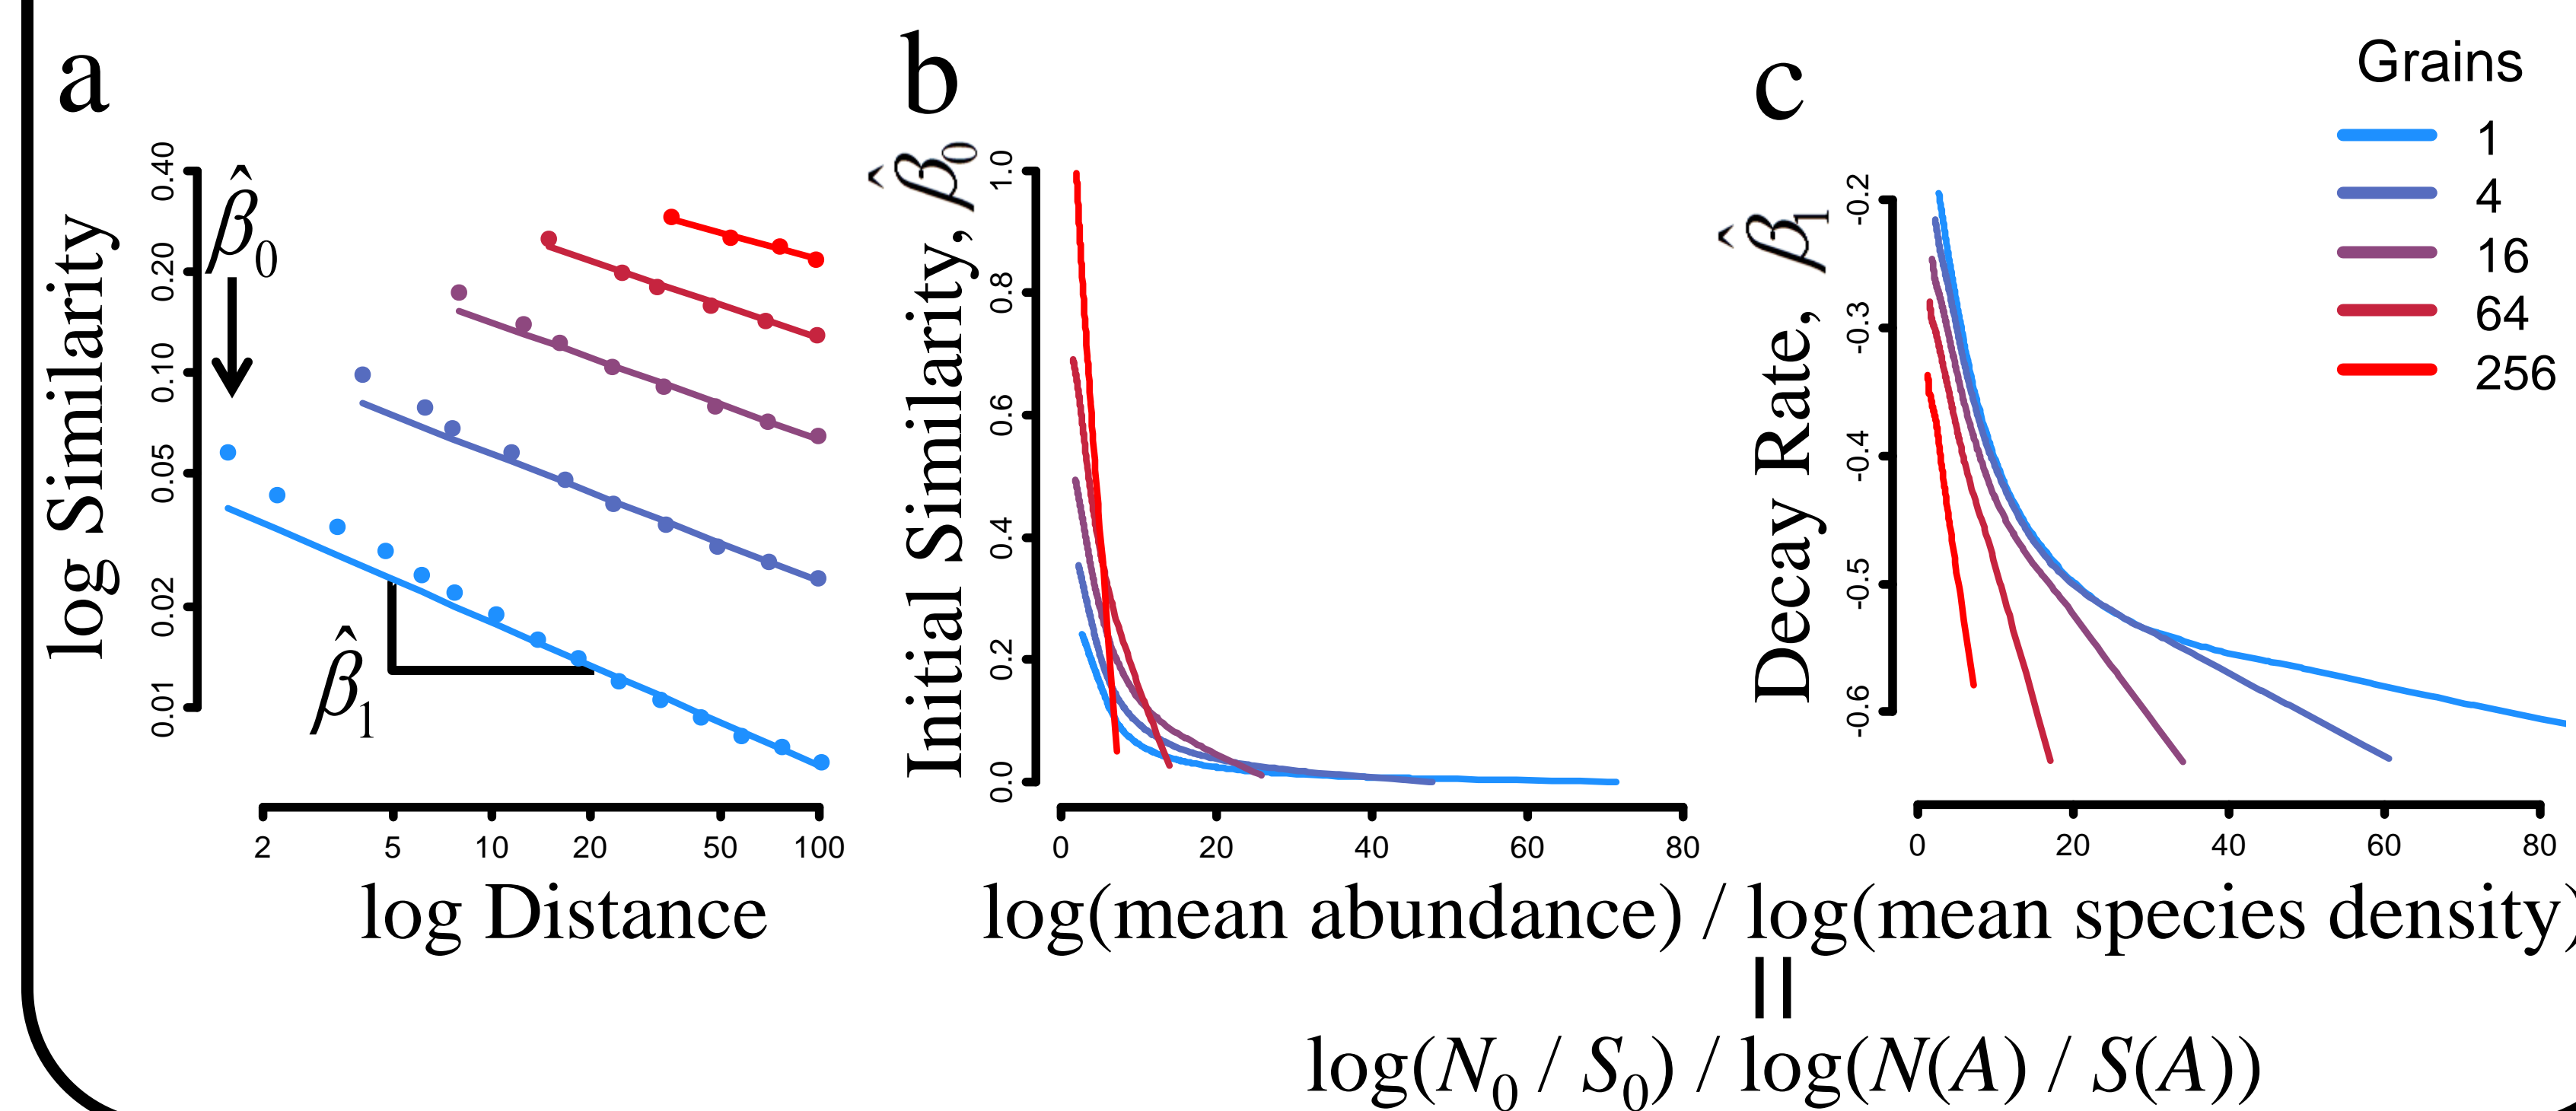 a
log Similarity
0.40
0.20
0.10
0.05
0.02
0.01
β̂0
β̂1
2 5 10 20 50 100
log Distance
b
Initial Similarity, β̂0
1.0
0.8
0.6
0.4
0.2
0.0
0 20 40 60 80
c
Decay Rate, β̂1
-0.2
-0.3
-0.4
-0.5
-0.6
0 20 40 60 80
Grains
1
4
16
64
256
log(mean abundance) / log(mean species density)
=
log(N0 / S0) / log(N(A) / S(A))